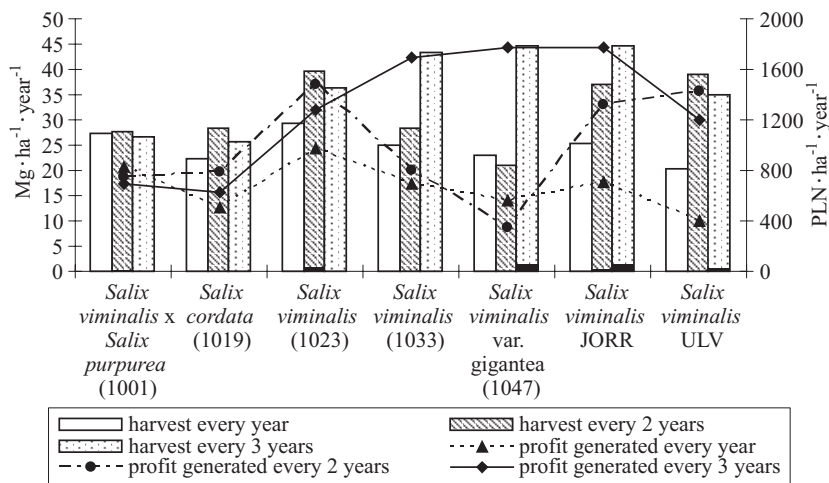 50 2000
45
40 1600
35
30 1200
25
20 800
15
10 400
5
0 0
Mg·ha⁻¹·year⁻¹
PLN·ha⁻¹·year⁻¹
Salix viminalis x Salix purpurea (1001)
Salix cordata (1019)
Salix viminalis (1023)
Salix viminalis (1033)
Salix viminalis var. gigantea (1047)
Salix viminalis JORR
Salix viminalis ULV
harvest every year
harvest every 2 years
harvest every 3 years
profit generated every year
profit generated every 2 years
profit generated every 3 years